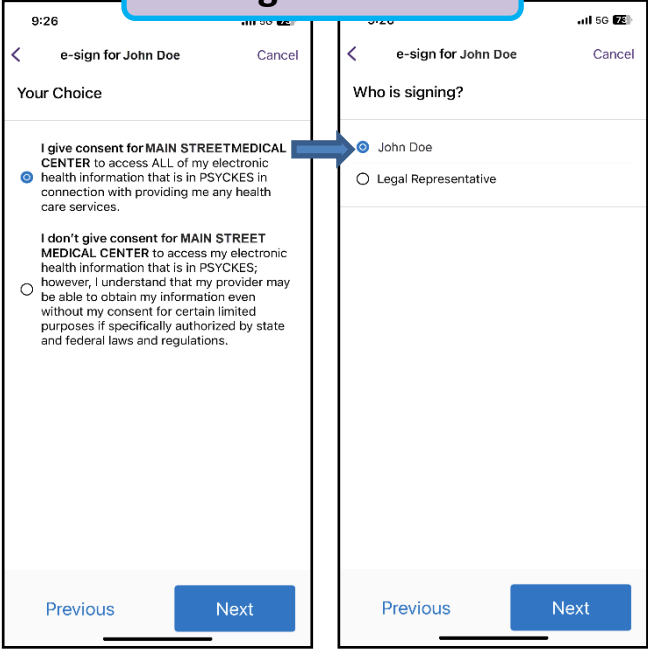 9:26
5G 73
e-sign for John Doe
Cancel
Your Choice
I give consent for MAIN STREETMEDICAL
CENTER to access ALL of my electronic
health information that is in PSYCKES in
connection with providing me any health
care services.
I don't give consent for MAIN STREET
MEDICAL CENTER to access my electronic
health information that is in PSYCKES;
however, I understand that my provider may
be able to obtain my information even
without my consent for certain limited
purposes if specifically authorized by state
and federal laws and regulations.
Previous
Next
9:26
5G 73
e-sign for John Doe
Cancel
Who is signing?
John Doe
Legal Representative
Previous
Next